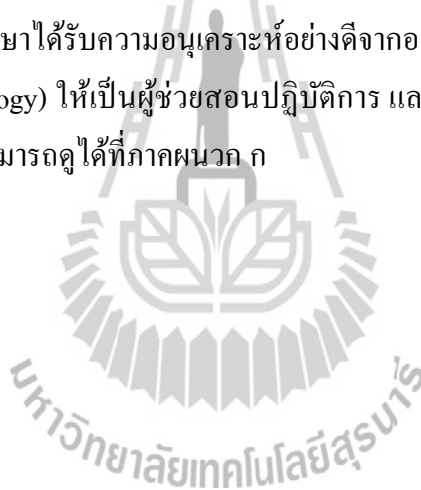 ษาได้รับความอนุเคราะห์อย่างดีจากอ
ogy) ให้เป็นผู้ช่วยสอนปฏิบัติการ แล
มารถดูได้ที่ภาคผนวก ก
มหาวิทยาลัยเทคโนโลยีสุรนารี